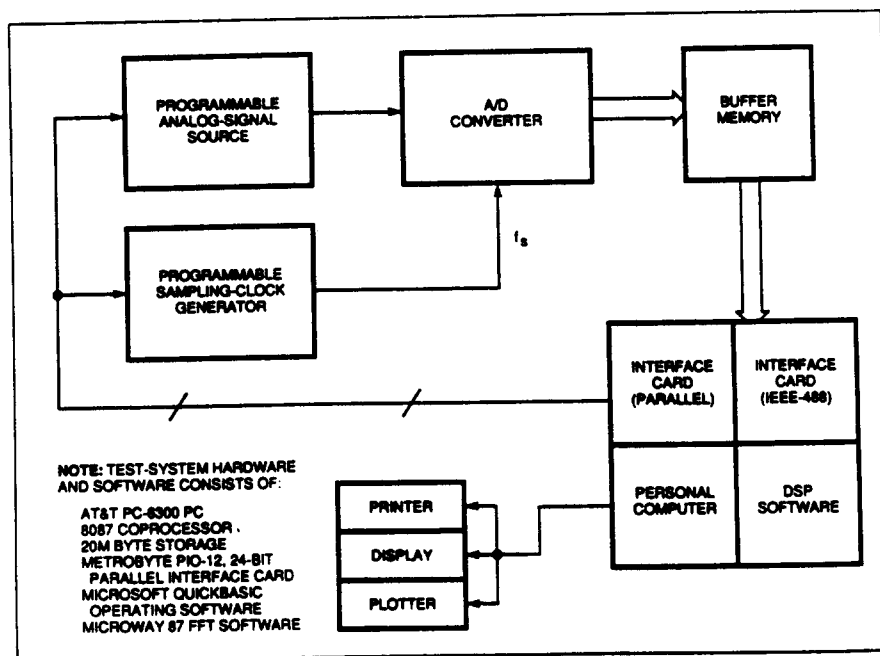 PROGRAMMABLE
ANALOG-SIGNAL
SOURCE
A/D
CONVERTER
BUFFER
MEMORY
fs
PROGRAMMABLE
SAMPLING-CLOCK
GENERATOR
INTERFACE
CARD
(PARALLEL)
INTERFACE
CARD
(IEEE-488)
PERSONAL
COMPUTER
DSP
SOFTWARE
PRINTER
DISPLAY
PLOTTER
NOTE: TEST-SYSTEM HARDWARE
AND SOFTWARE CONSISTS OF:
AT&T PC-6300 PC
8087 COPROCESSOR
20M BYTE STORAGE
METROBYTE PIO-12, 24-BIT
PARALLEL INTERFACE CARD
MICROSOFT QUICKBASIC
OPERATING SOFTWARE
MICROWAY 87 FFT SOFTWARE